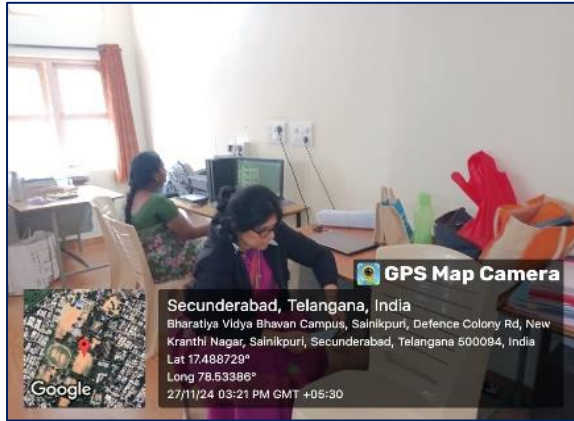 GPS Map Camera
Secunderabad, Telangana, India
Bharatiya Vidya Bhavan Campus, Sainikpuri, Defence Colony Rd, New
Kranthi Nagar, Sainikpuri, Secunderabad, Telangana 500094, India
Lat 17.488729°
Long 78.53386°
27/11/24 03:21 PM GMT +05:30
Google